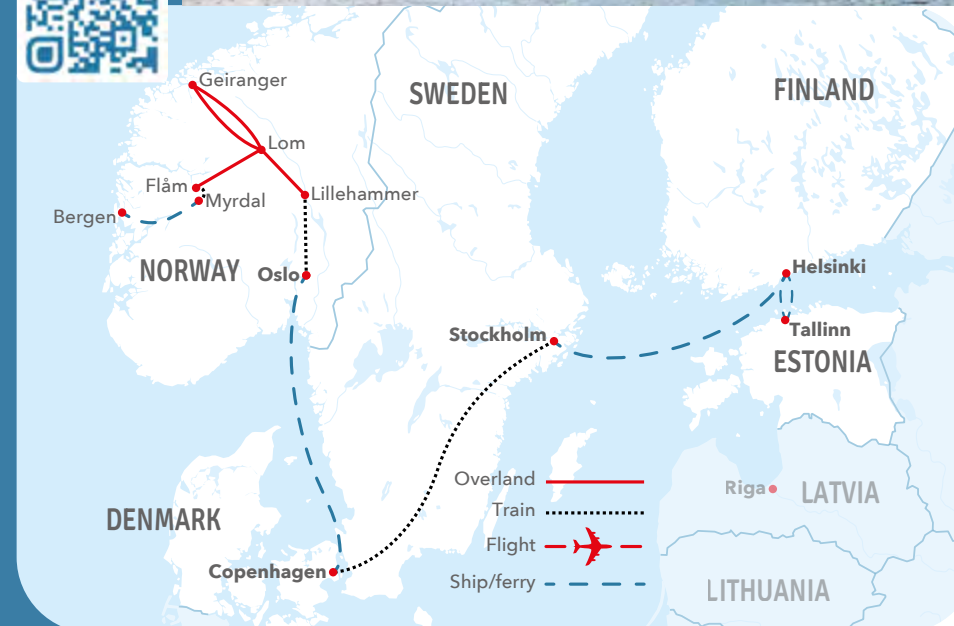 Geiranger
SWEDEN
FINLAND
Lom
Flåm
Myrdal
Lillehammer
Bergen
NORWAY
Oslo
Helsinki
Stockholm
Tallinn
ESTONIA
Overland
Riga
LATVIA
Train
DENMARK
Flight
Copenhagen
Ship/ferry
LITHUANIA